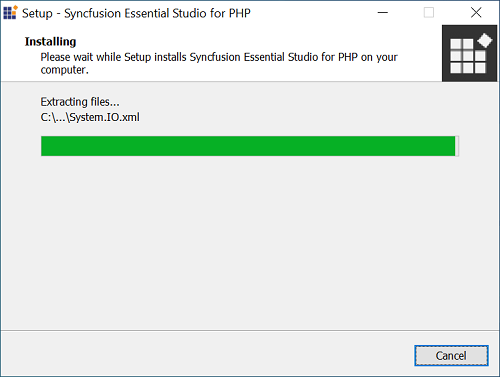 Setup - Syncfusion Essential Studio for PHP
Installing
Please wait while Setup installs Syncfusion Essential Studio for PHP on your
computer.
Extracting files...
C:\...\System.IO.xml
Cancel